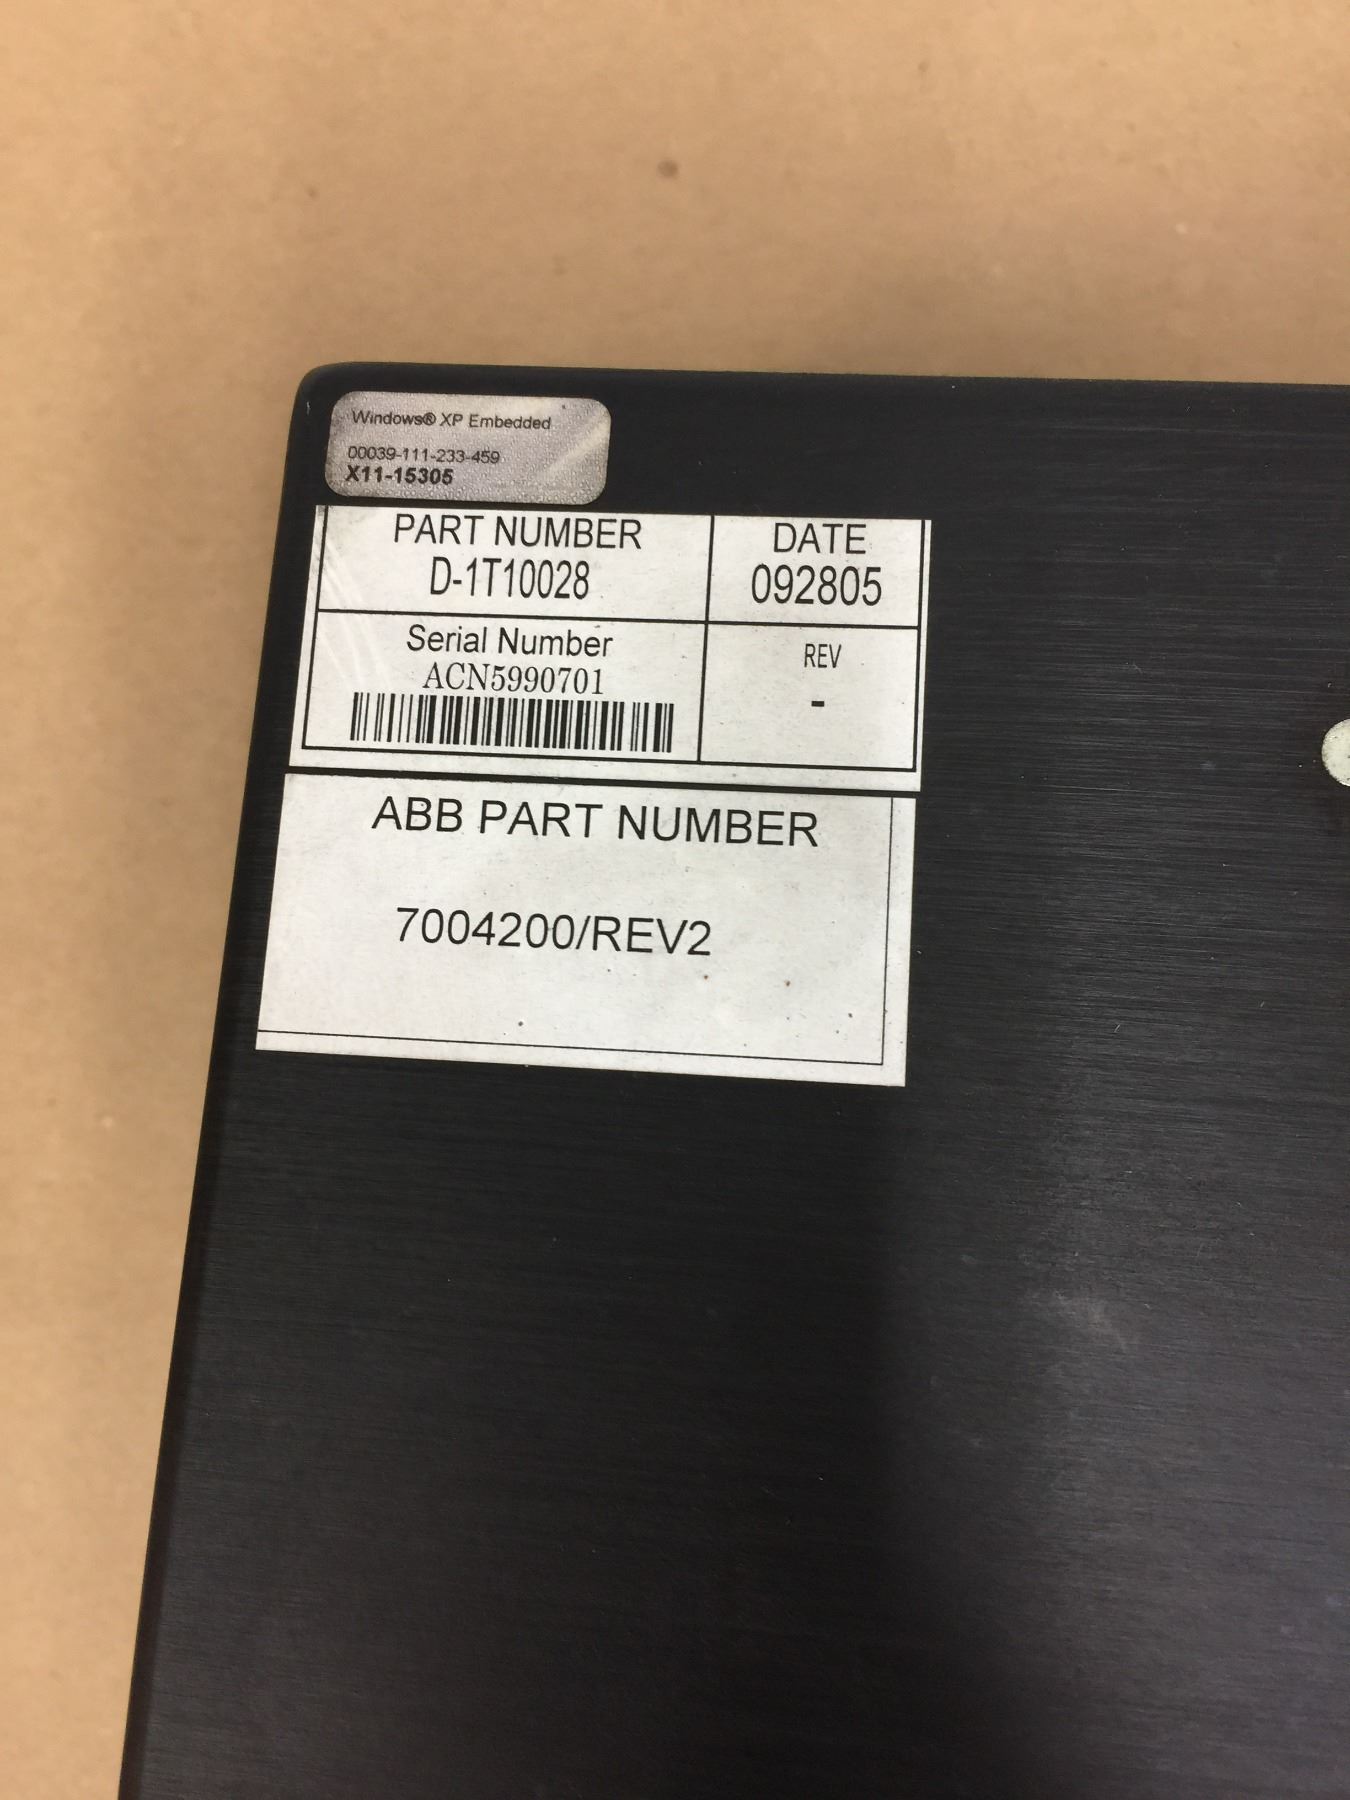 Windows® XP Embedded
00039-111-233-459
X11-15305
PART NUMBER
D-1T10028
DATE
092805
Serial Number
ACN5990701
REV
-
ABB PART NUMBER
7004200/REV2